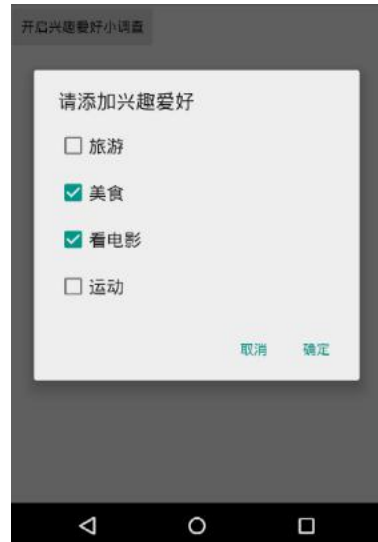 开启兴趣爱好小调查
请添加兴趣爱好
旅游
美食
看电影
运动
取消 确定